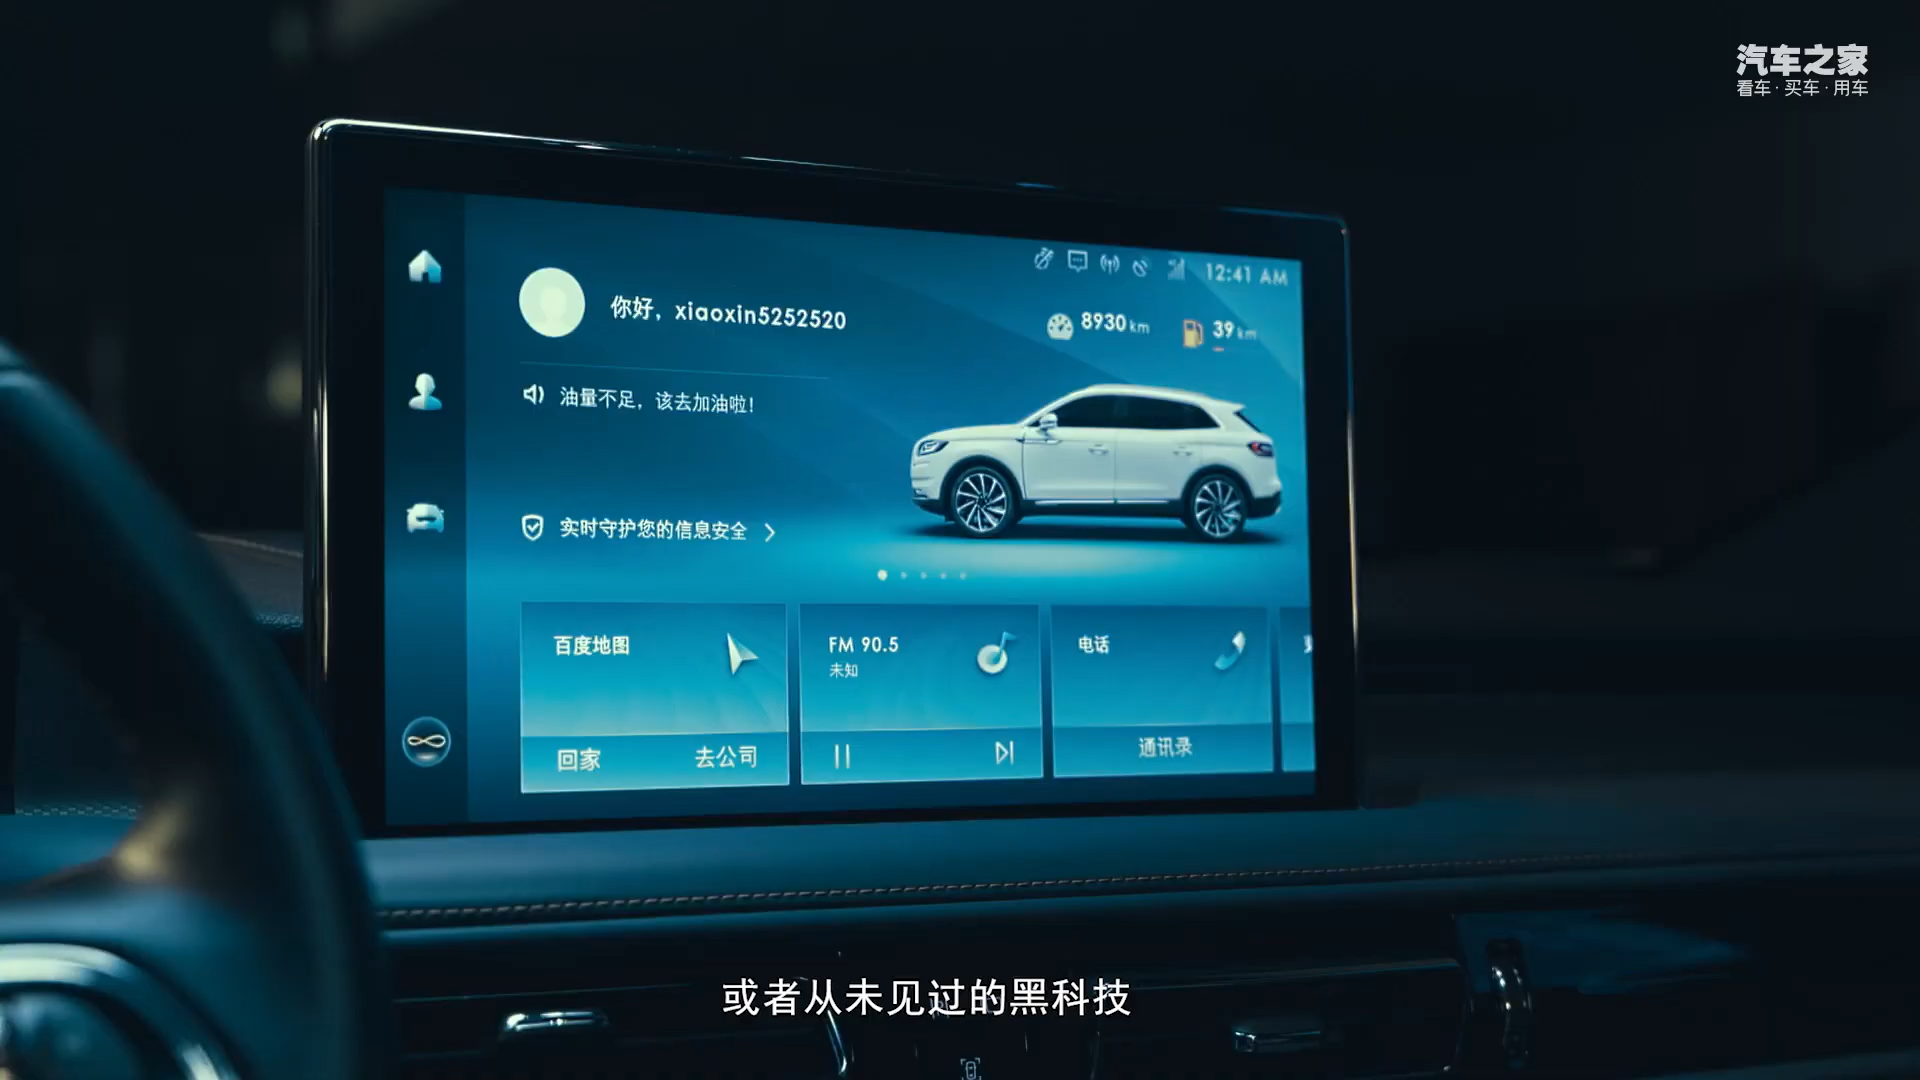 汽车之家
看车·买车·用车
12:41 AM
你好，xiaoxin5252520
8930 km
39 km
油量不足，该去加油啦！
实时守护您的信息安全
百度地图
FM 90.5
未知
电话
回家
去公司
通讯录
或者从未见过的黑科技